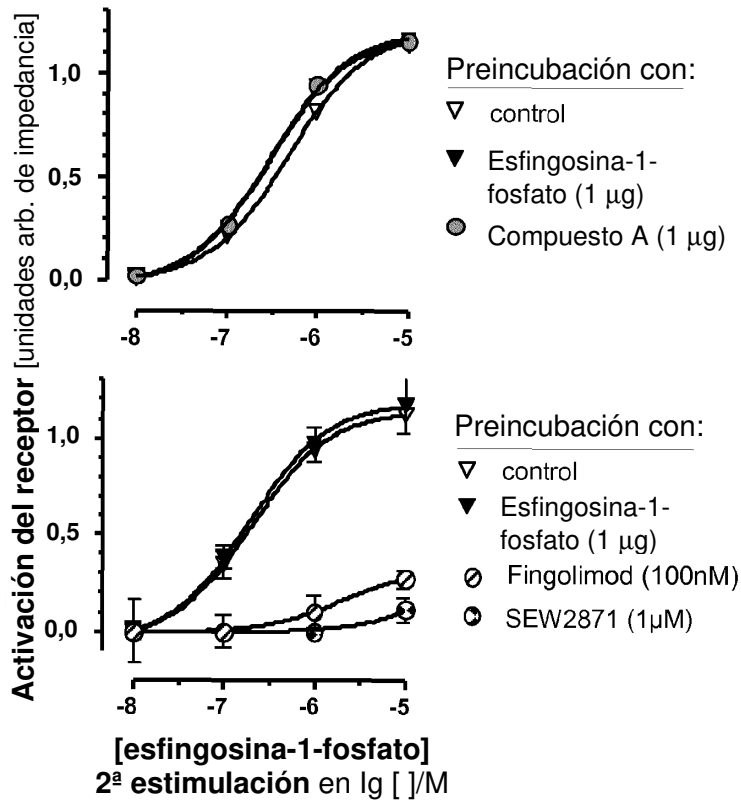 Activación del receptor [unidades arb. de impedancia]
1,0
0,5
0,0
-8
-7
-6
-5
Preincubación con:
control
Esfingosina-1-
fosfato (1 µg)
Compuesto A (1 µg)
1,0
0,5
0,0
-8
-7
-6
-5
Preincubación con:
control
Esfingosina-1-
fosfato (1 µg)
Fingolimod (100nM)
SEW2871 (1µM)
[esfingosina-1-fosfato]
2ª estimulación en lg [ ]/M